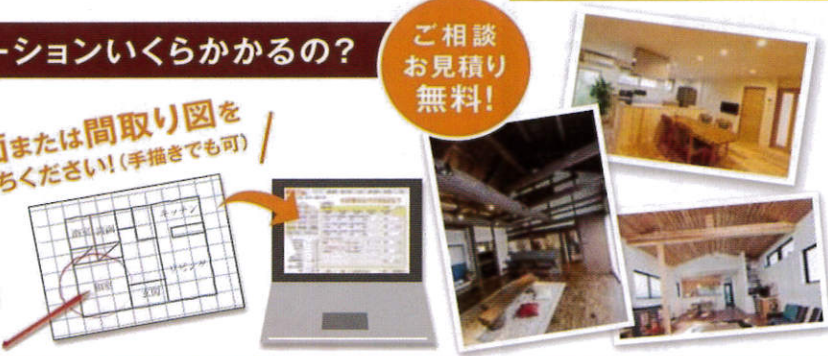 ーションいくらかかるの?
ご相談
お見積り
無料!
または間取り図を
ちください!(手描きでも可)
キッチン
リビング
玄関